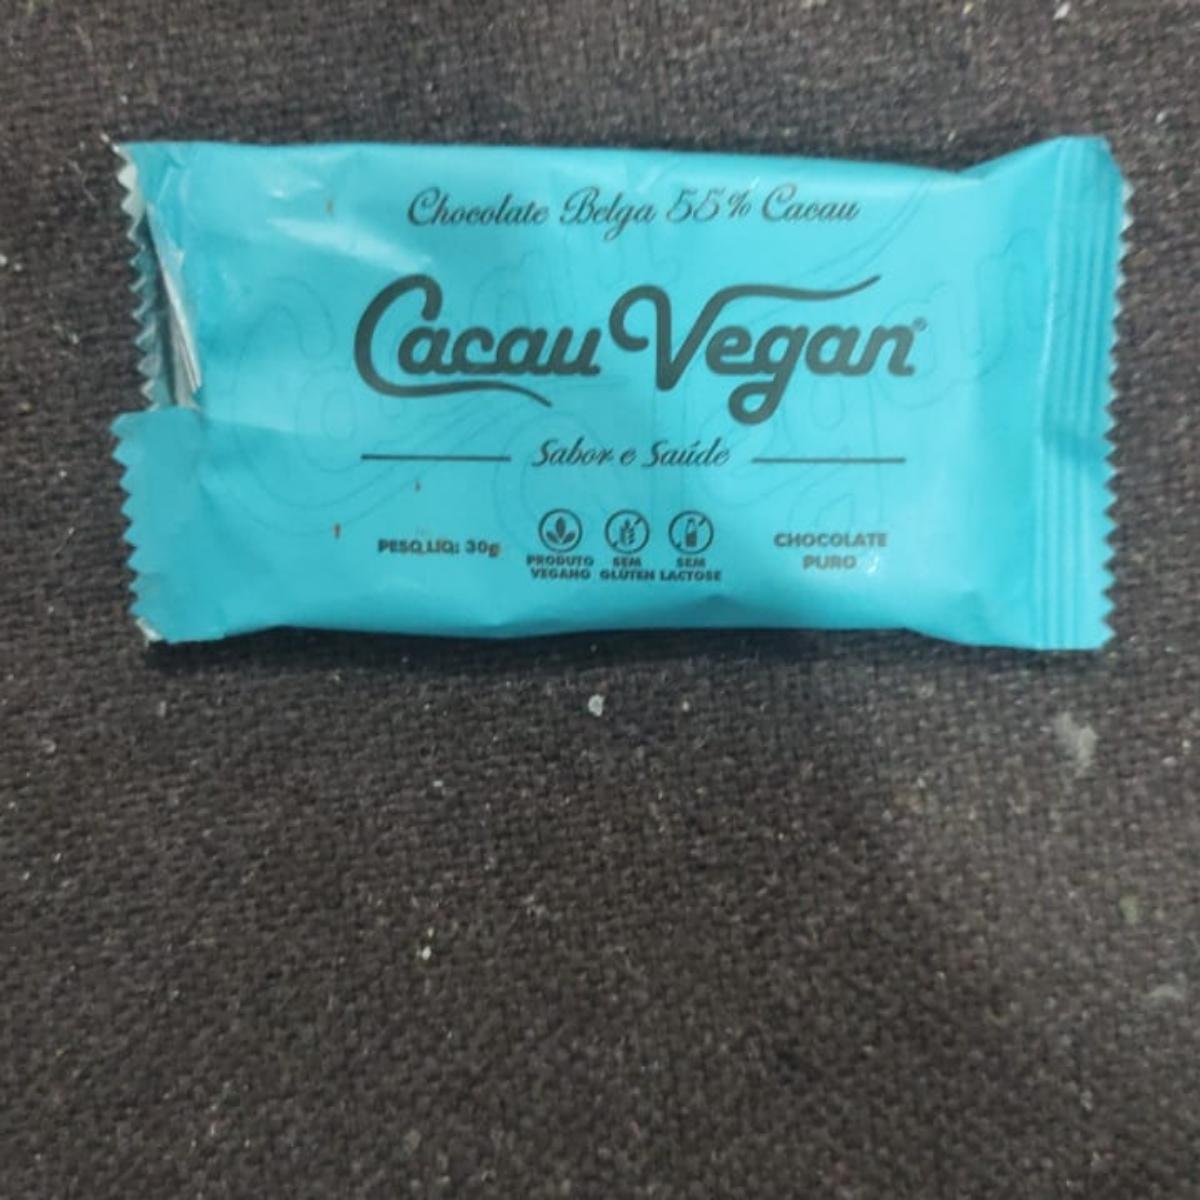 Chocolate Belga 55% Cacau
Cacau Vegan®
Sabor e Saúde
PESO LIQ: 30g
PRODUTO VEGANO
SEM GLÚTEN
SEM LACTOSE
CHOCOLATE PURO